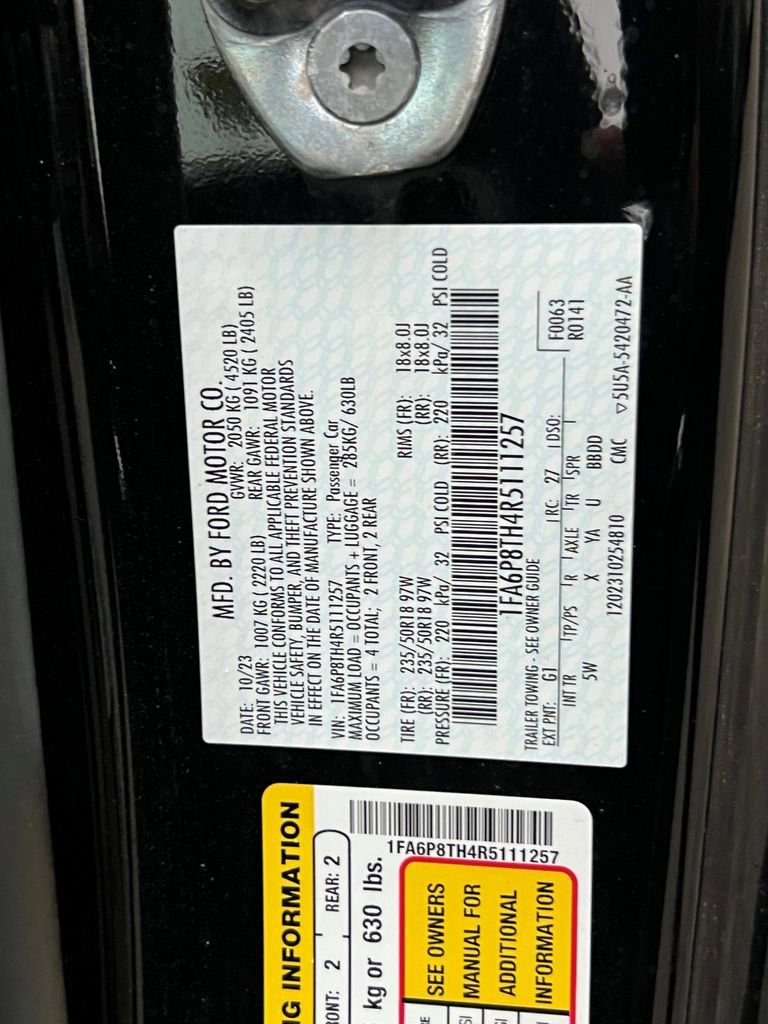 MFD. BY FORD MOTOR CO.
DATE: 10/23 GVWR: 2050 KG ( 4520 LB)
FRONT GAWR: 1007 KG ( 2220 LB) REAR GAWR: 1091 KG ( 2405 LB)
THIS VEHICLE CONFORMS TO ALL APPLICABLE FEDERAL MOTOR
VEHICLE SAFETY, BUMPER, AND THEFT PREVENTION STANDARDS
IN EFFECT ON THE DATE OF MANUFACTURE SHOWN ABOVE.
VIN: 1FA6P8TH4R5111257 TYPE: Passenger Car
MAXIMUM LOAD = OCCUPANTS + LUGGAGE = 285KG/ 630LB
OCCUPANTS = 4 TOTAL; 2 FRONT, 2 REAR
TIRE (FR): 235/50R18 97W RIMS (FR): 18x8.0J
(RR): 235/50R18 97W (RR): 18x8.0J
PRESSURE (FR): 220 kPa/ 32 PSI COLD (RR): 220 kPa/ 32 PSI COLD
1FA6P8TH4R5111257
TRAILER TOWING - SEE OWNER GUIDE F0063
EXT PNT: G1 RC: 27 DSO: R0141
INT TR TP/PS R AXLE TR SPR
5W X YA U BBDD
1202310254810 CMC ▽5U5A-5420472-AA
NG INFORMATION
RONT: 2 REAR: 2
kg or 630 lbs.
1FA6P8TH4R5111257
SEE OWNERS
MANUAL FOR
ADDITIONAL
INFORMATION